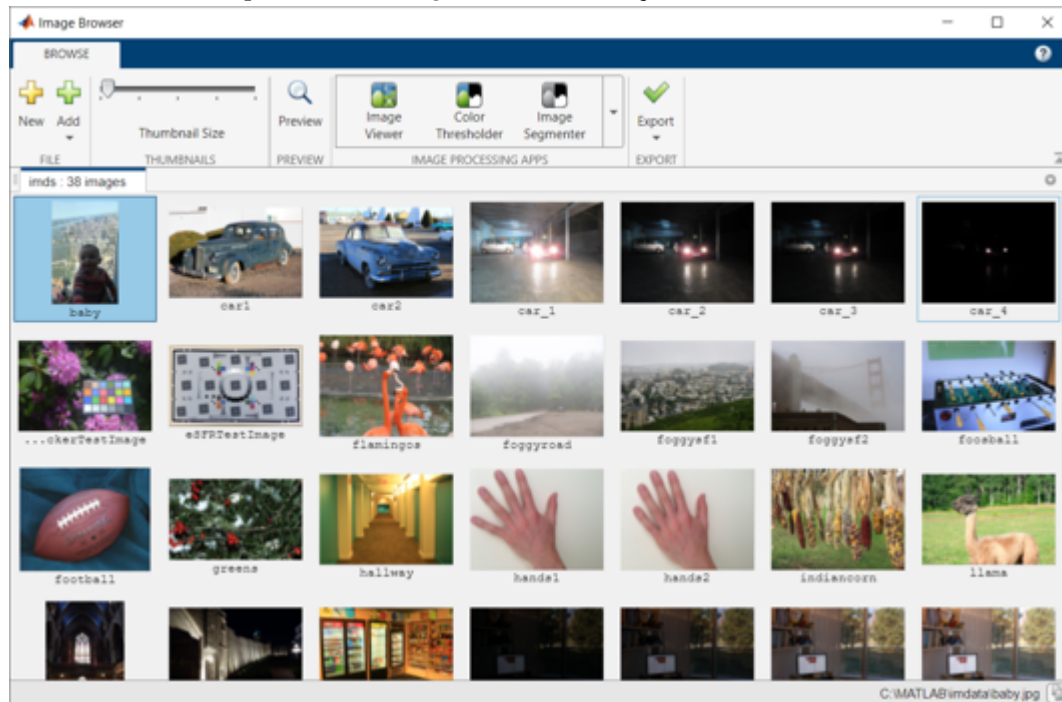 Image Browser
BROWSE
New
Add
Thumbnail Size
Preview
Image Viewer
Color Thresholder
Image Segmenter
Export
FILE
THUMBNAILS
PREVIEW
IMAGE PROCESSING APPS
EXPORT
imds : 38 images
baby
car1
car2
car_1
car_2
car_3
car_4
...ckerTestImage
eSFRTestImage
flamingos
foggyroad
foggysf1
foggysf2
foosball
football
greens
hallway
hands1
hands2
indiancorn
llama
C:\MATLAB\imdata\baby.jpg